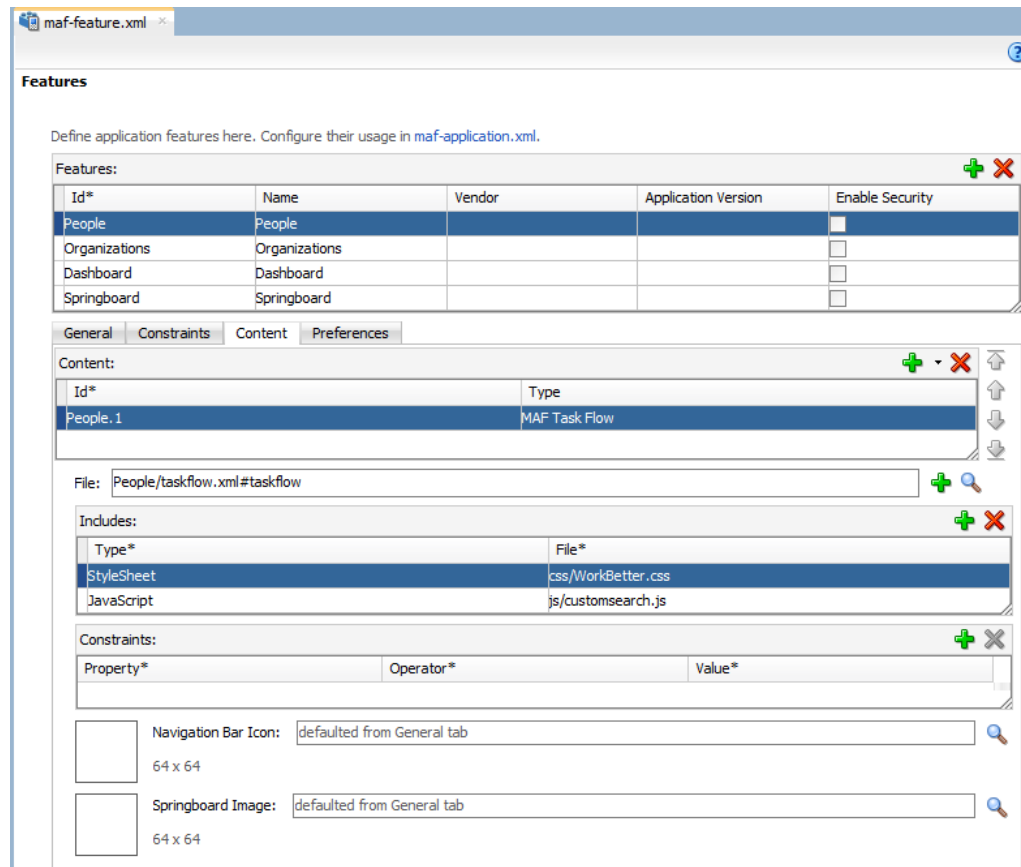 maf-feature.xml
Features
Define application features here. Configure their usage in maf-application.xml.
Features:
Id* Name Vendor Application Version Enable Security
People People
Organizations Organizations
Dashboard Dashboard
Springboard Springboard
General Constraints Content Preferences
Content:
Id* Type
People.1 MAF Task Flow
File: People/taskflow.xml#taskflow
Includes:
Type* File*
StyleSheet css/WorkBetter.css
JavaScript js/customsearch.js
Constraints:
Property* Operator* Value*
Navigation Bar Icon: defaulted from General tab
64 x 64
Springboard Image: defaulted from General tab
64 x 64